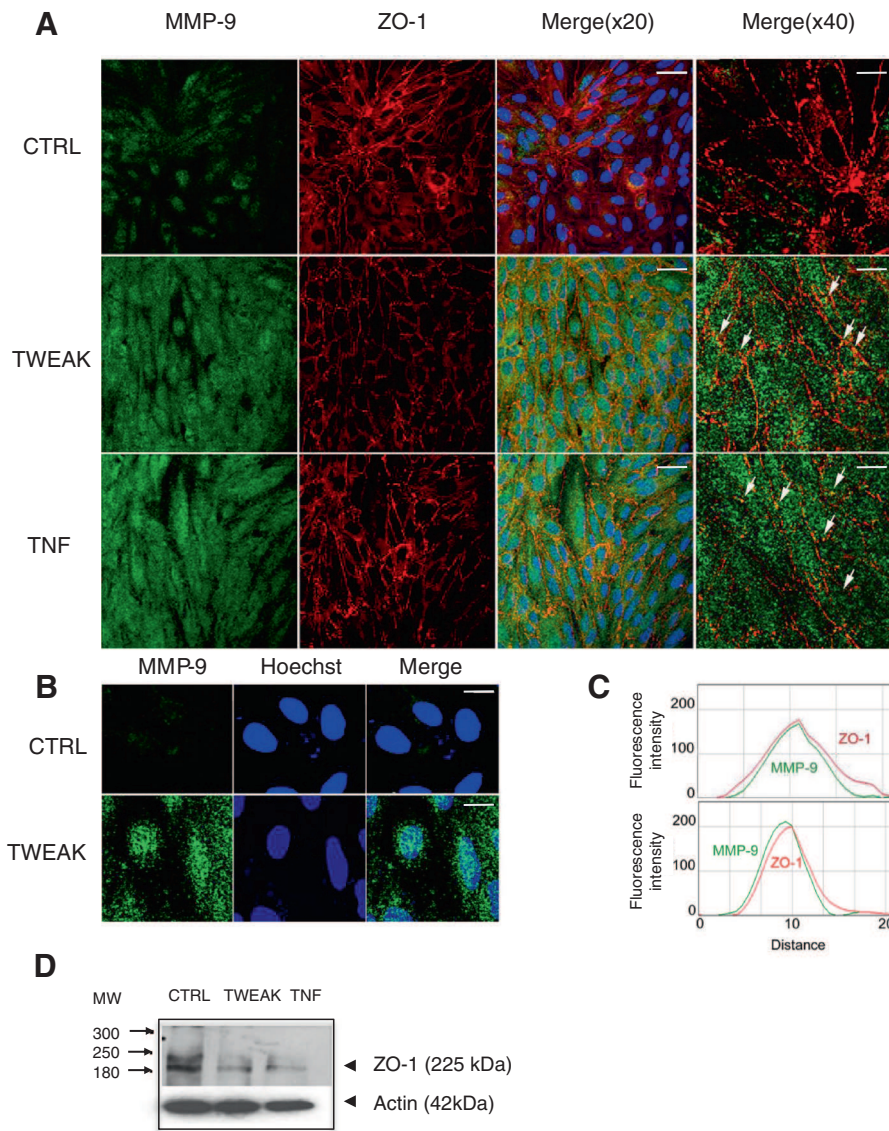 A
MMP-9 ZO-1 Merge(x20) Merge(x40)
CTRL
TWEAK
TNF
B
MMP-9 Hoechst Merge
CTRL
TWEAK
C
Fluorescence
intensity
200
100
0
ZO-1
MMP-9
Fluorescence
intensity
200
100
0
MMP-9
ZO-1
0 10 20
Distance
D
MW CTRL TWEAK TNF
300
250
180
ZO-1 (225 kDa)
Actin (42kDa)